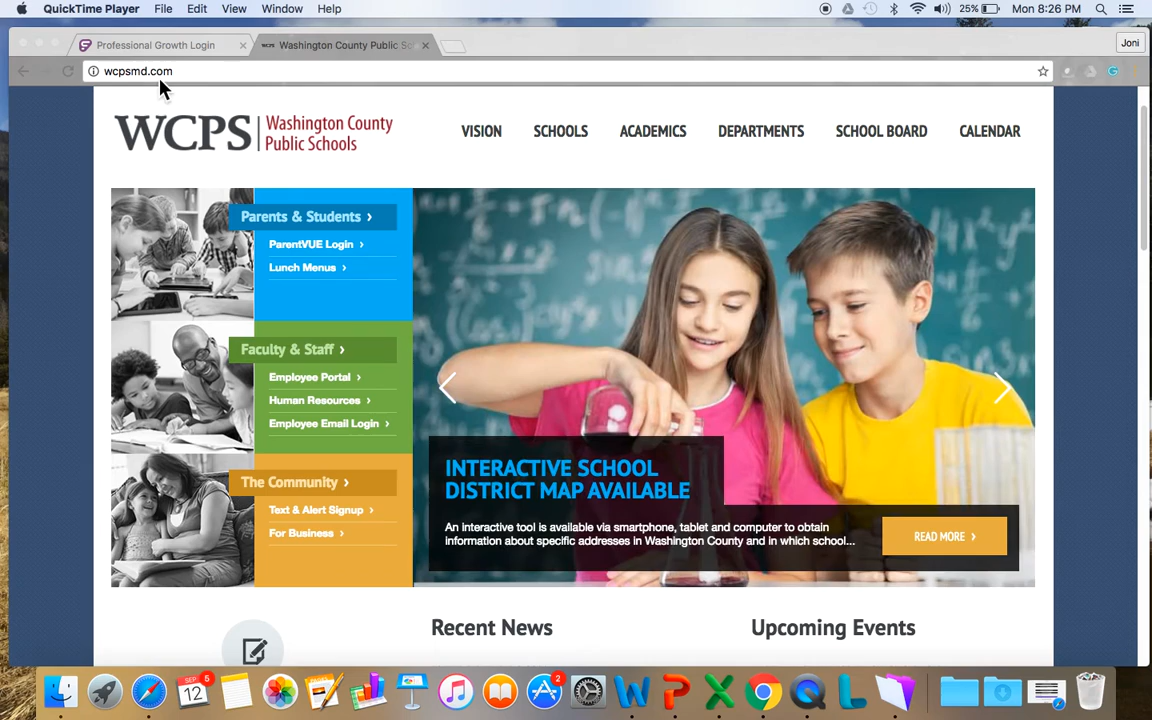 QuickTime Player File Edit View Window Help 25% Mon 8:26 PM
Professional Growth Login Washington County Public Sc Joni
wcpsmd.com
WCPS Washington County
Public Schools
VISION SCHOOLS ACADEMICS DEPARTMENTS SCHOOL BOARD CALENDAR
Parents & Students ›
ParentVUE Login ›
Lunch Menus ›
Faculty & Staff ›
Employee Portal ›
Human Resources ›
Employee Email Login ›
The Community ›
Text & Alert Signup ›
For Business ›
INTERACTIVE SCHOOL
DISTRICT MAP AVAILABLE
An interactive tool is available via smartphone, tablet and computer to obtain
information about specific addresses in Washington County and in which school...
READ MORE ›
Recent News
Upcoming Events
SEP
12
5
2